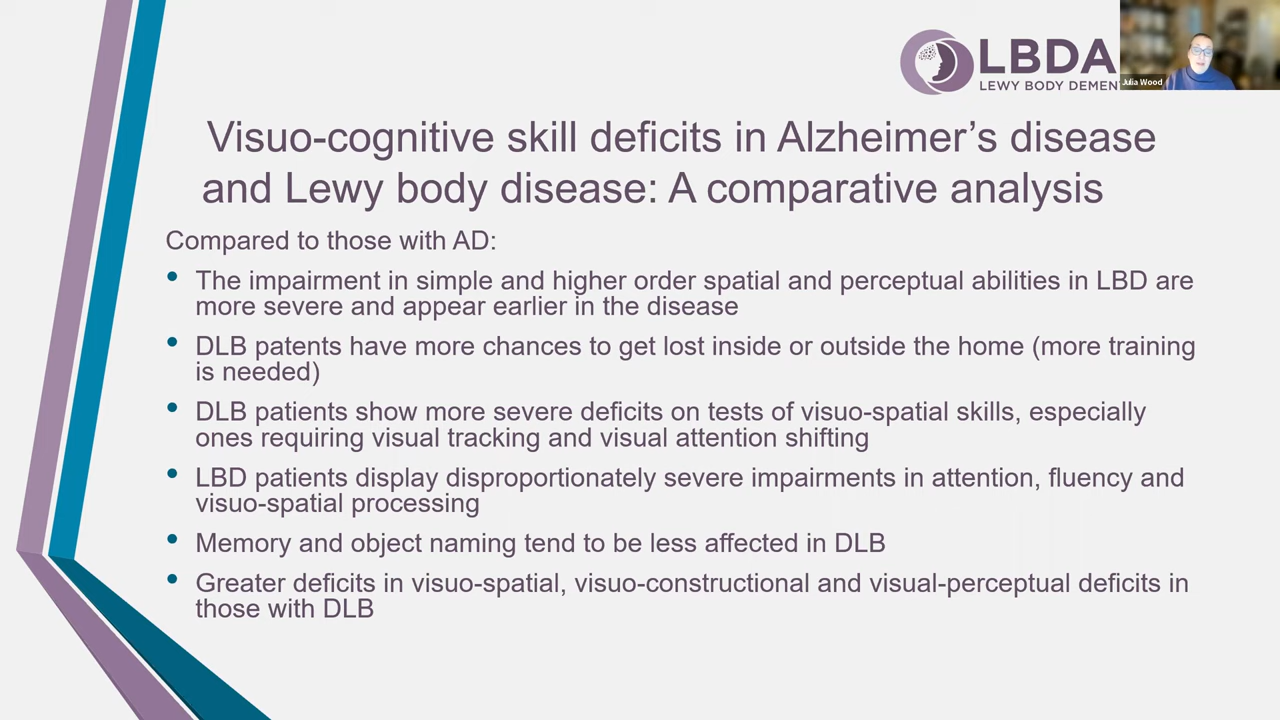 LBDA
LEWY BODY DEMEN
Julia Wood
Visuo-cognitive skill deficits in Alzheimer's disease
and Lewy body disease: A comparative analysis
Compared to those with AD:
• The impairment in simple and higher order spatial and perceptual abilities in LBD are
more severe and appear earlier in the disease
• DLB patents have more chances to get lost inside or outside the home (more training
is needed)
• DLB patients show more severe deficits on tests of visuo-spatial skills, especially
ones requiring visual tracking and visual attention shifting
• LBD patients display disproportionately severe impairments in attention, fluency and
visuo-spatial processing
• Memory and object naming tend to be less affected in DLB
• Greater deficits in visuo-spatial, visuo-constructional and visual-perceptual deficits in
those with DLB